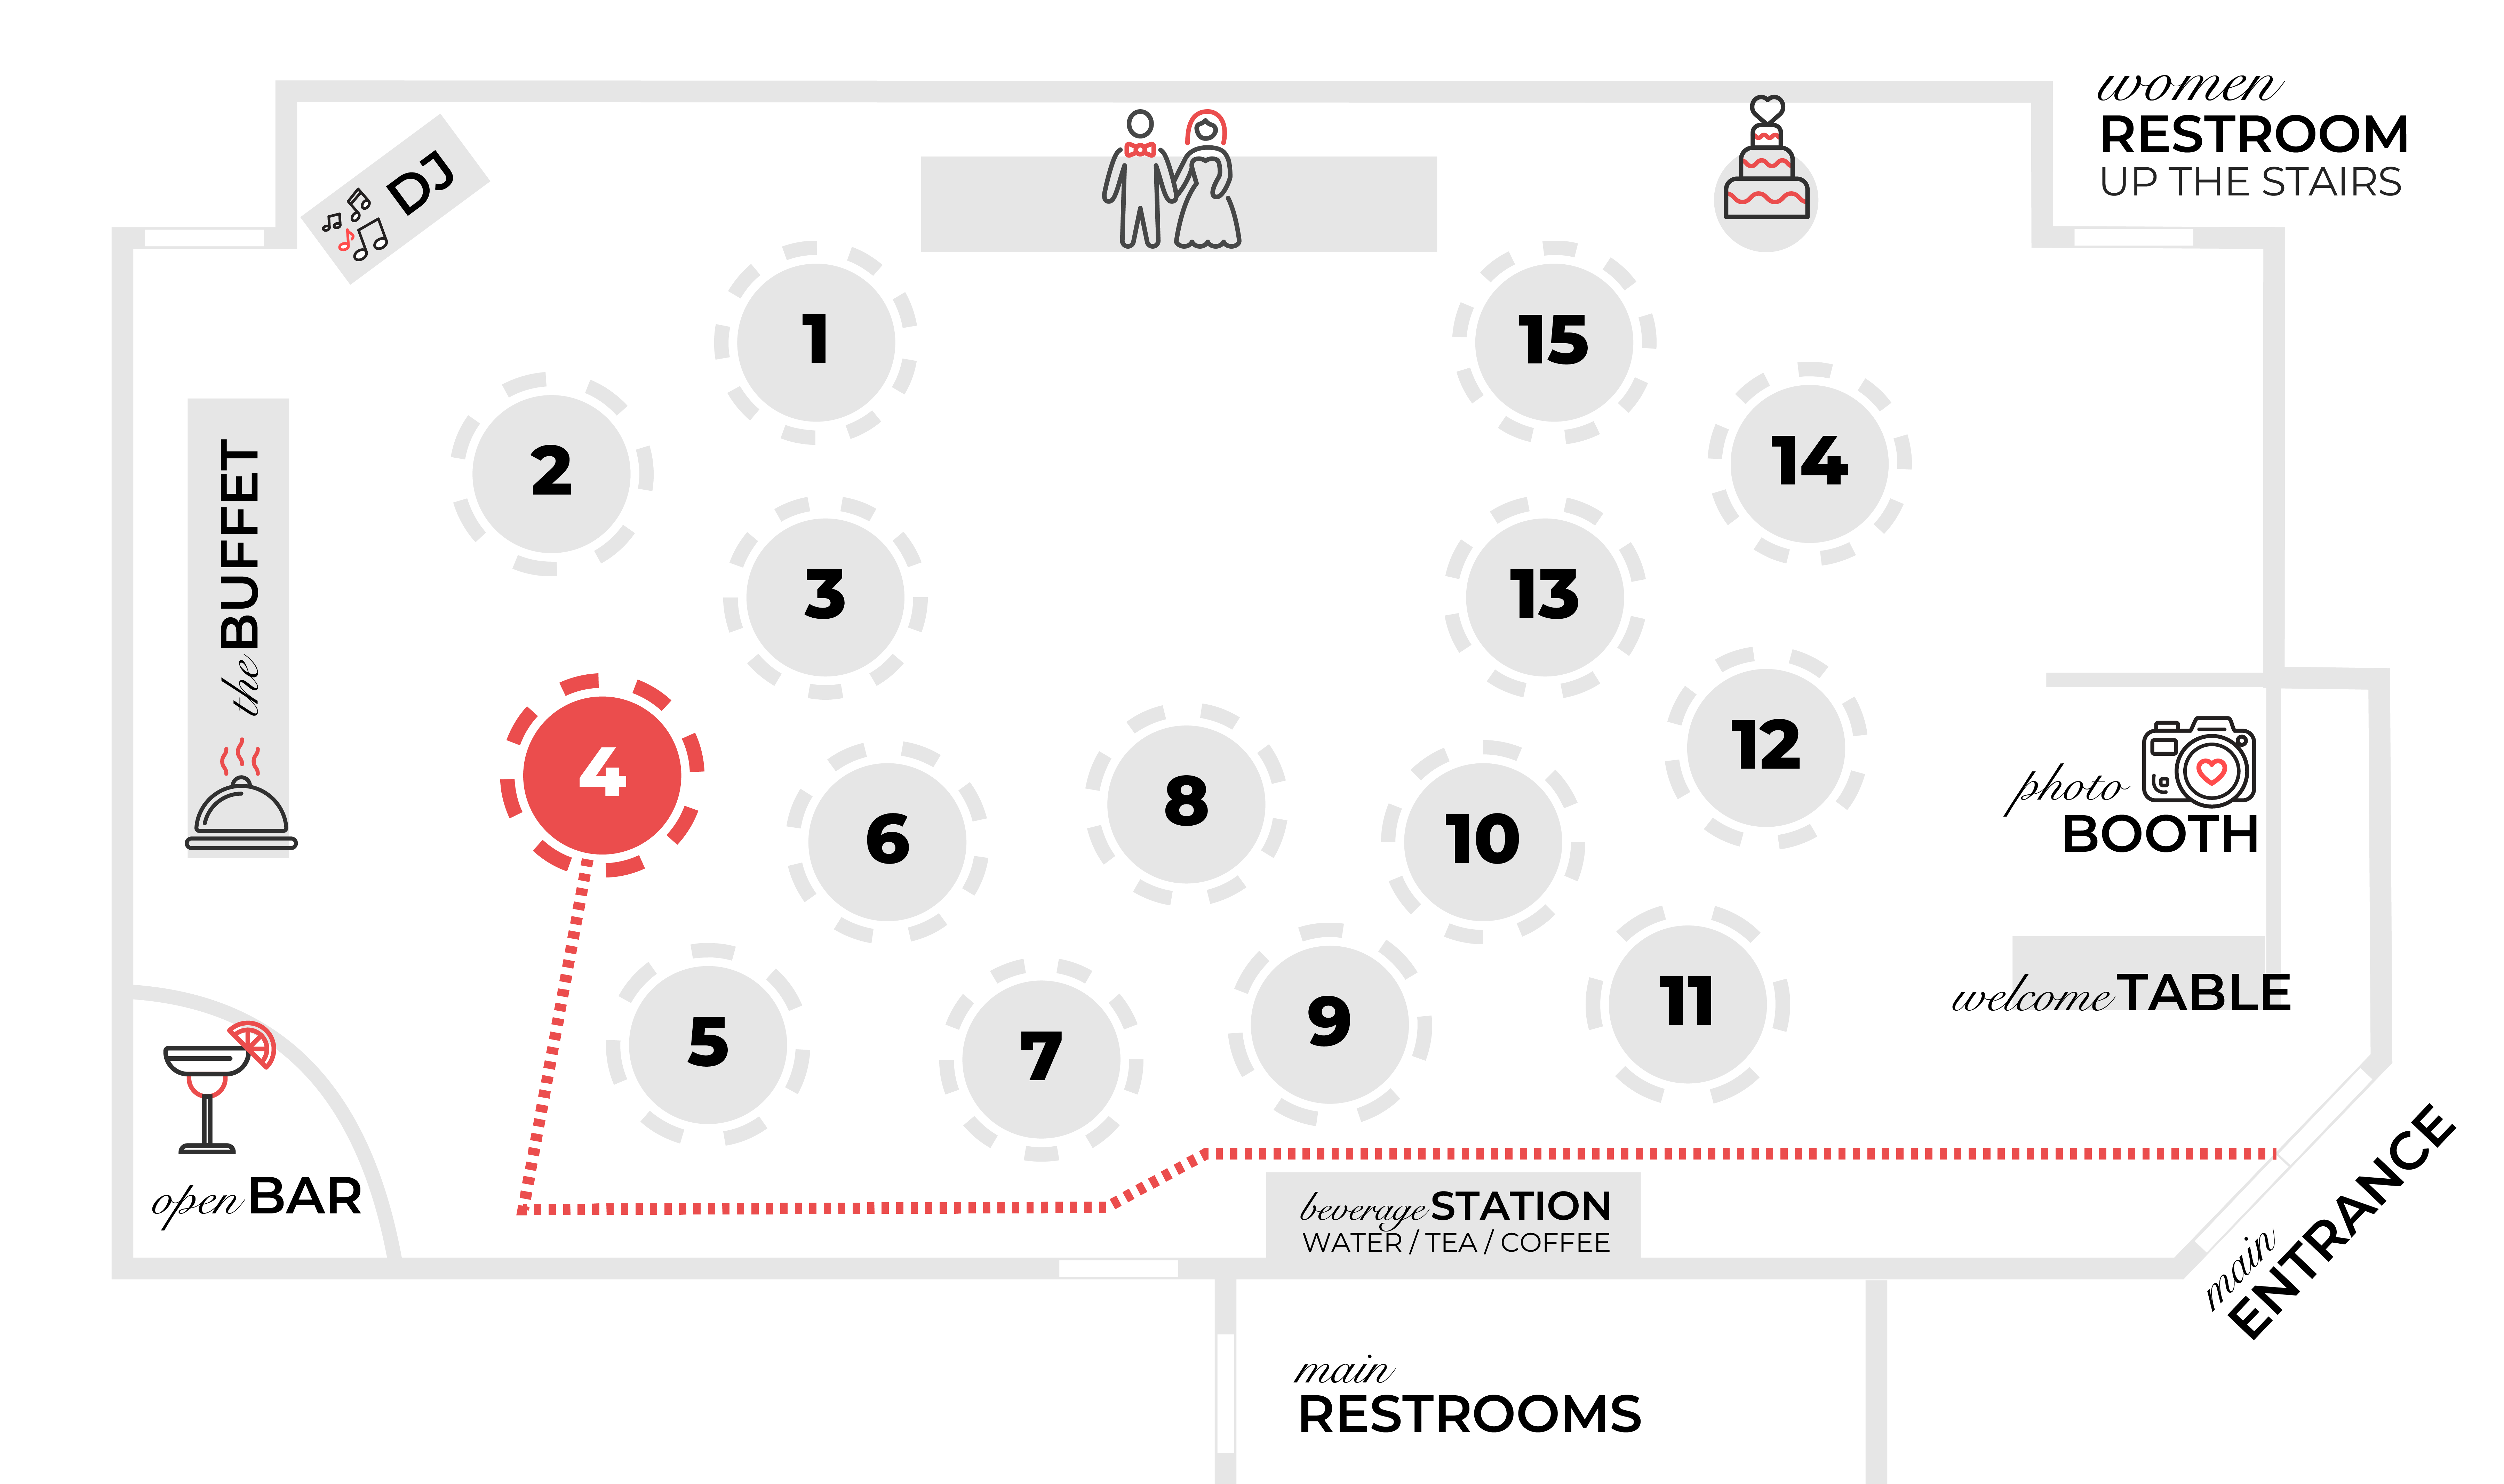 women
RESTROOM
UP THE STAIRS
DJ
1
15
2
14
the BUFFET
3
13
4
12
6
8
10
photo
BOOTH
5
7
9
11
welcome TABLE
open BAR
beverage STATION
WATER / TEA / COFFEE
main
ENTRANCE
main
RESTROOMS